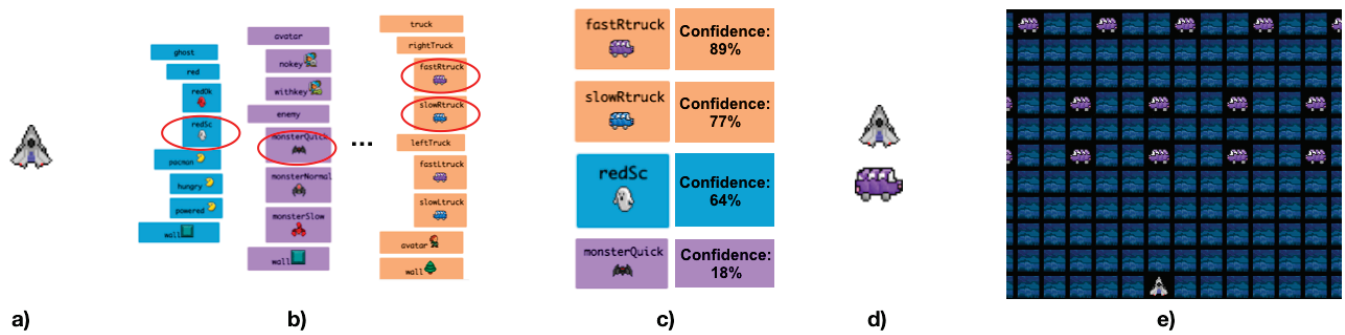 ghost
red
redOk
redSc
pacman
hungry
powered
wall
avatar
nokey
withkey
enemy
monsterQuick
monsterNormal
monsterSlow
wall
...
truck
rightTruck
fastRtruck
slowRtruck
leftTruck
fastLtruck
slowLtruck
avatar
wall
fastRtruck
Confidence:
89%
slowRtruck
Confidence:
77%
redSc
Confidence:
64%
monsterQuick
Confidence:
18%
a)
b)
c)
d)
e)